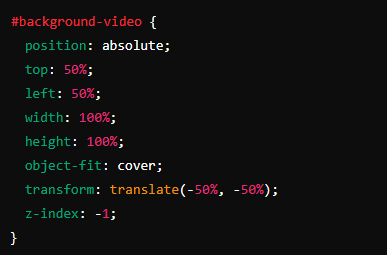 #background-video {
  position: absolute;
  top: 50%;
  left: 50%;
  width: 100%;
  height: 100%;
  object-fit: cover;
  transform: translate(-50%, -50%);
  z-index: -1;
}